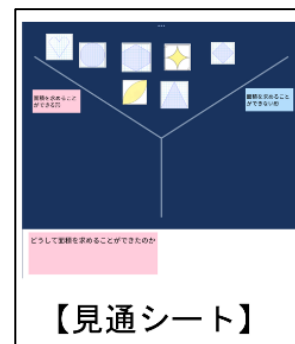 面積を求めること
ができる形
面積を求めること
ができない形
どうして面積を求めることができたのか
【見通シート】